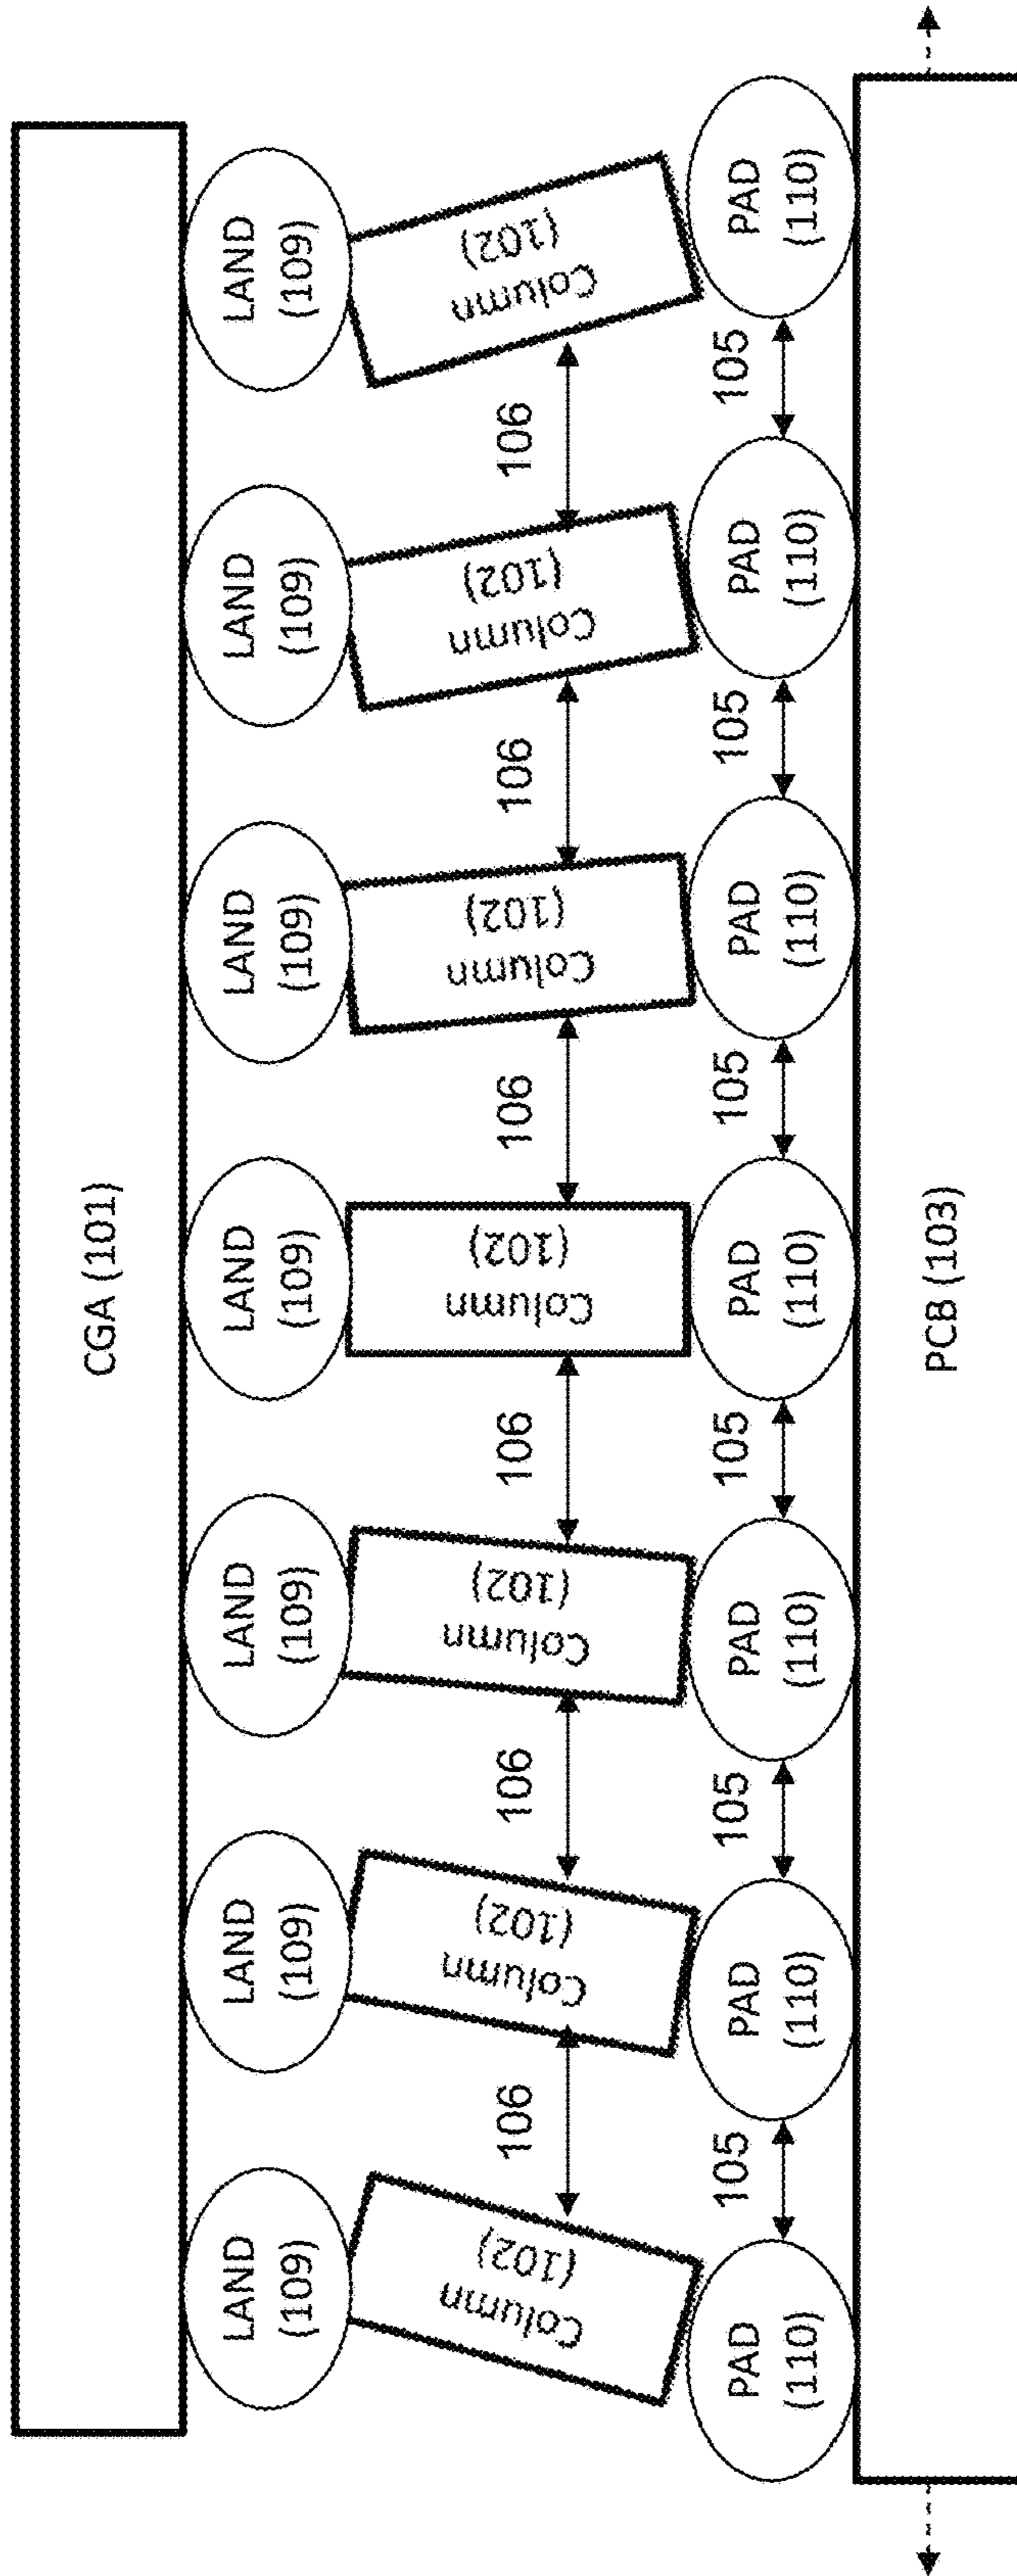 CGA (101)
LAND
(109)
LAND
(109)
LAND
(109)
LAND
(109)
LAND
(109)
LAND
(109)
LAND
(109)
Column
(102)
106
Column
(102)
106
Column
(102)
106
Column
(102)
106
Column
(102)
106
Column
(102)
106
Column
(102)
PAD
(110)
105
PAD
(110)
105
PAD
(110)
105
PAD
(110)
105
PAD
(110)
105
PAD
(110)
105
PAD
(110)
PCB (103)